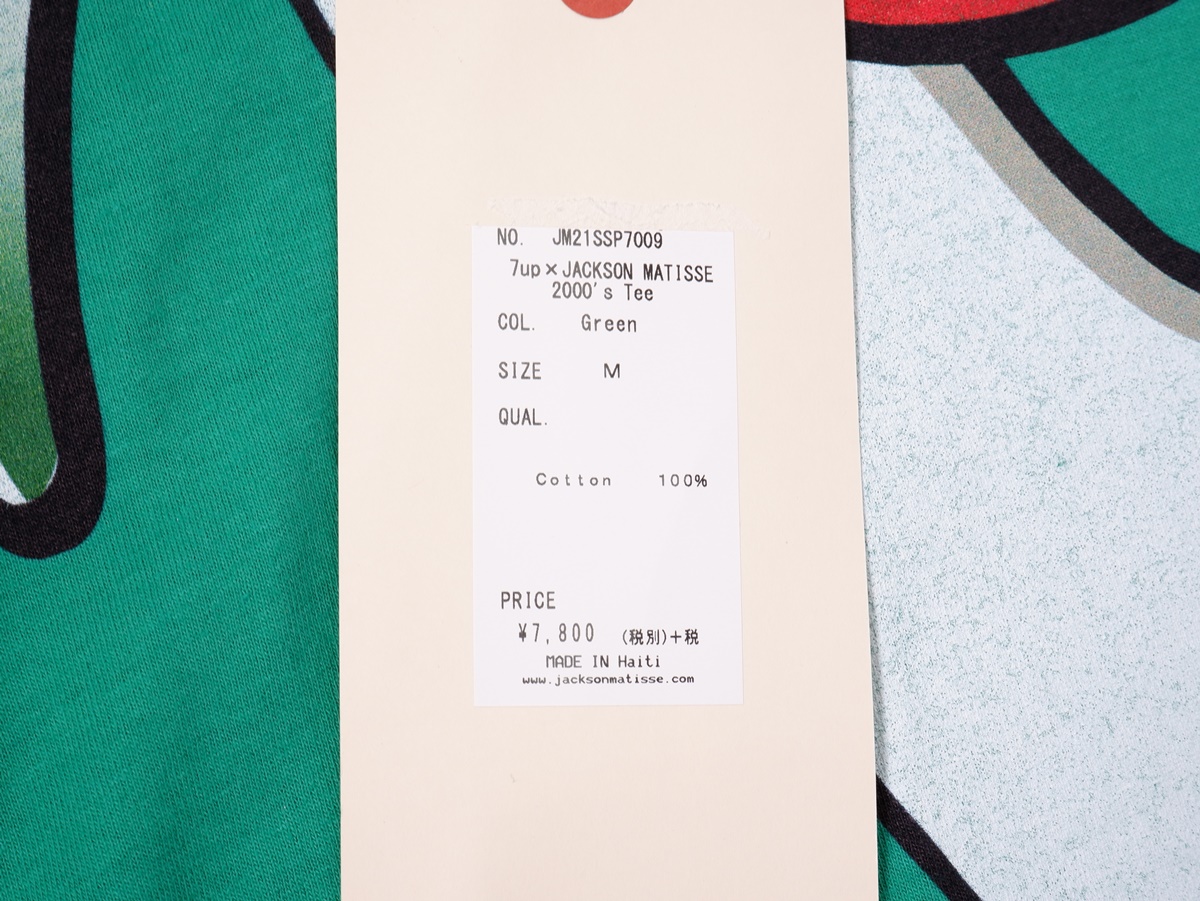 NO. JM21SSP7009
7up×JACKSON MATISSE
2000's Tee
COL. Green
SIZE M
QUAL.
Cotton 100%
PRICE
¥7,800 (税別)+税
MADE IN Haiti
www.jacksonmatisse.com